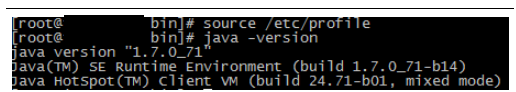 [root@ bin]# source /etc/profile
[root@ bin]# java -version
java version "1.7.0_71"
Java(TM) SE Runtime Environment (build 1.7.0_71-b14)
Java HotSpot(TM) Client VM (build 24.71-b01, mixed mode)